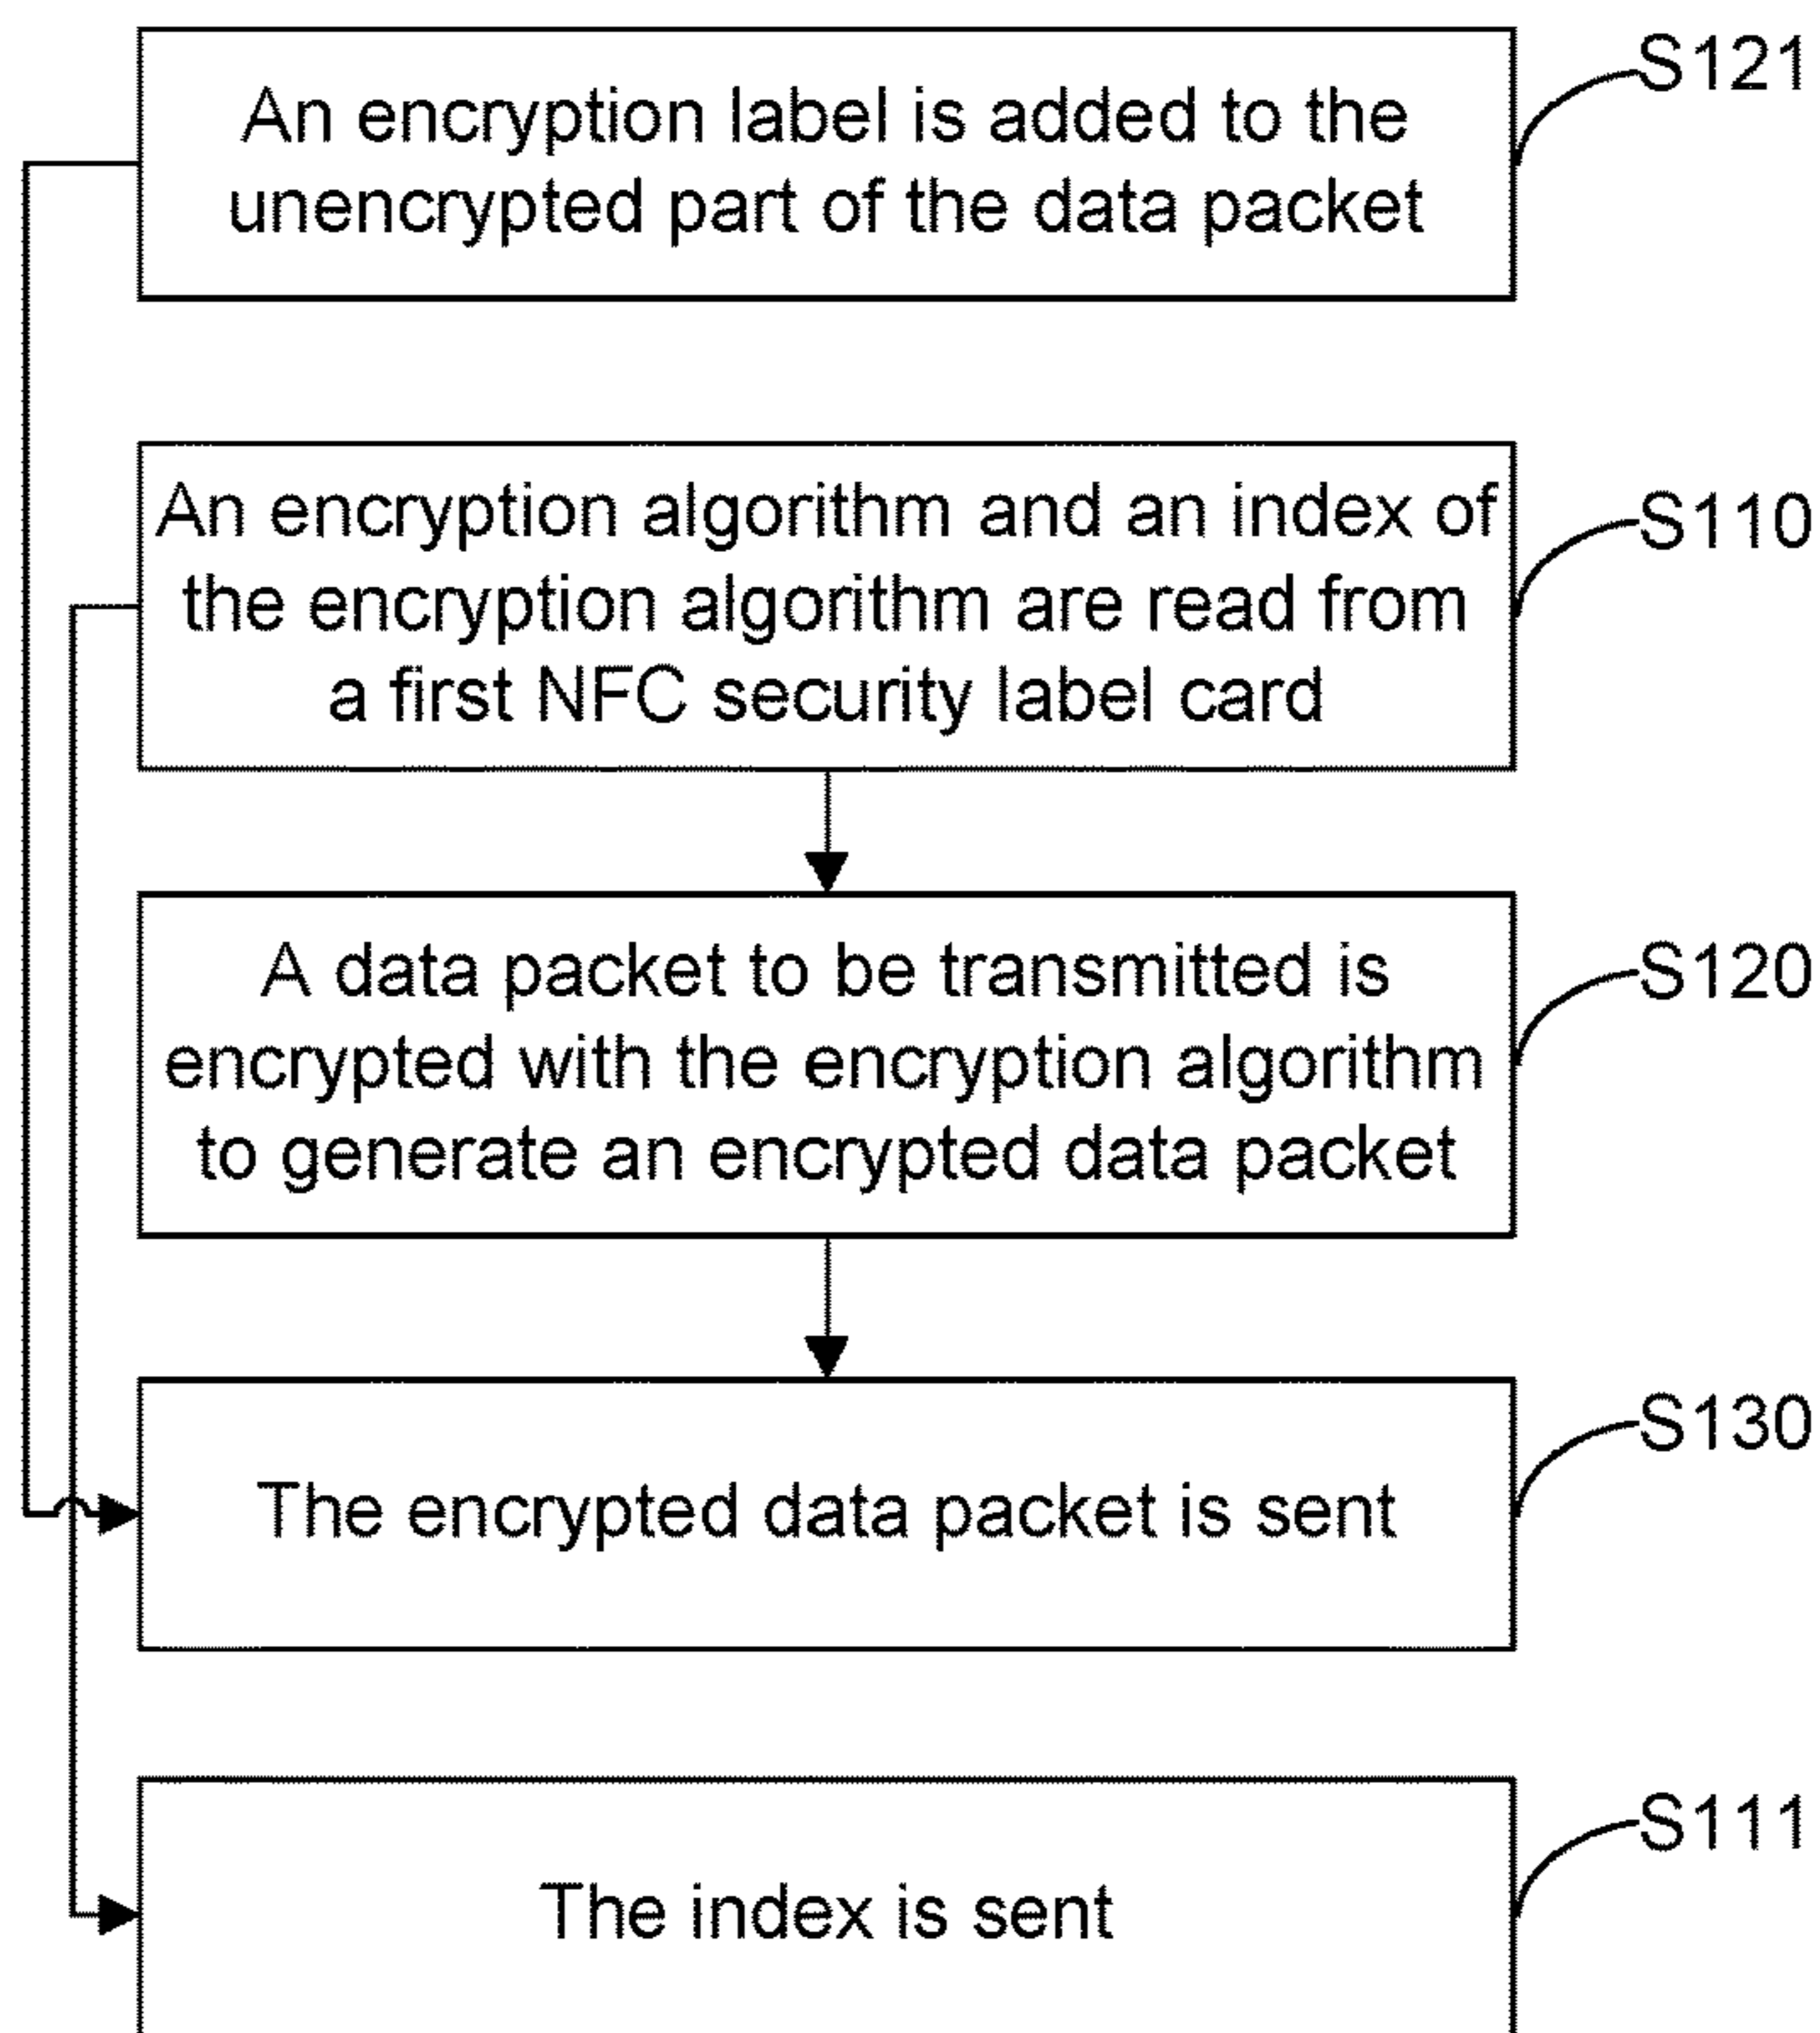 An encryption label is added to the
unencrypted part of the data packet
S121
An encryption algorithm and an index of
the encryption algorithm are read from
a first NFC security label card
S110
A data packet to be transmitted is
encrypted with the encryption algorithm
to generate an encrypted data packet
S120
The encrypted data packet is sent
S130
The index is sent
S111